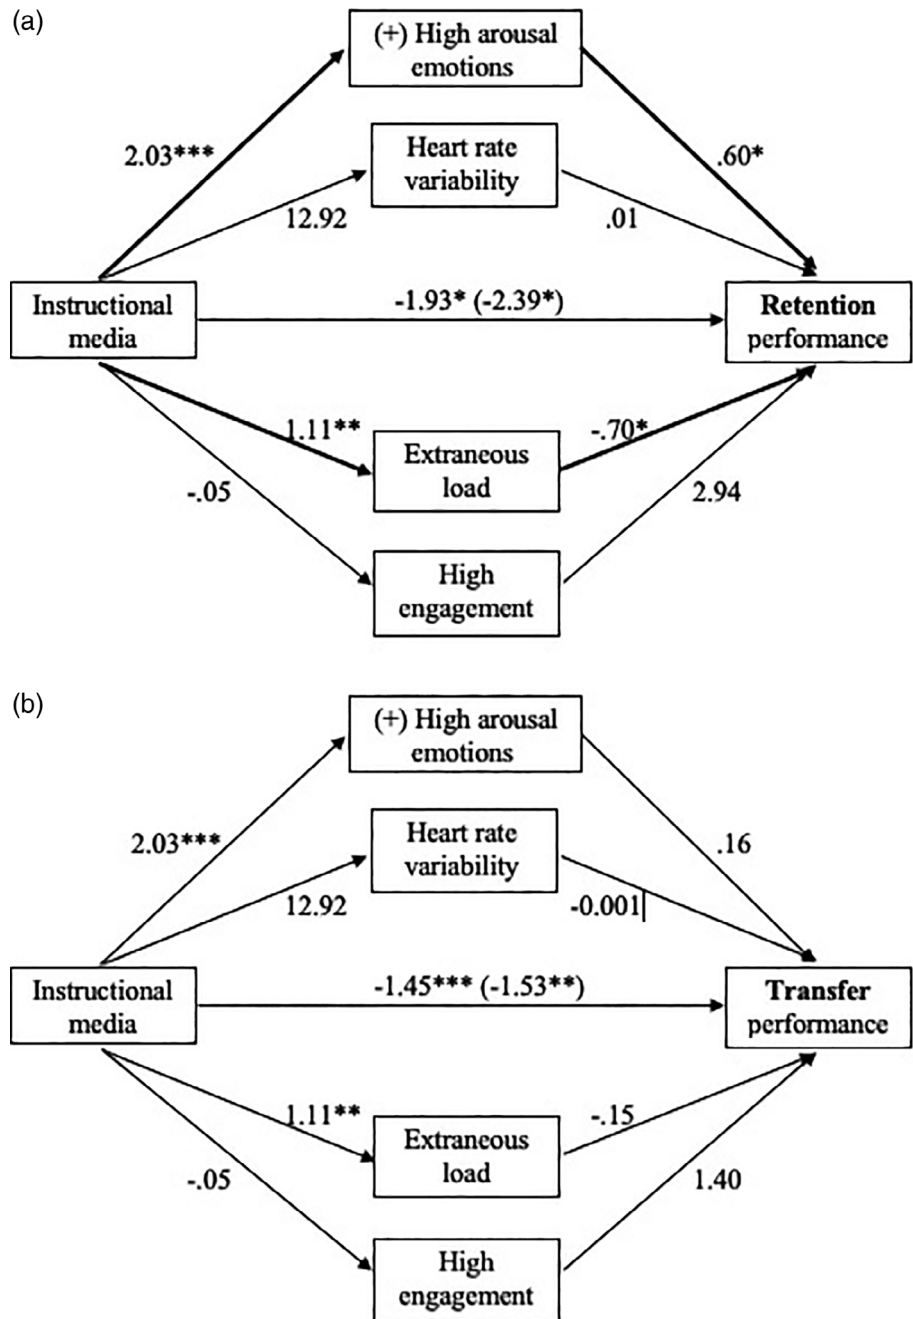 (a)
(+) High arousal
emotions
2.03***
.60*
Heart rate
variability
12.92
.01
Instructional
media
-1.93* (-2.39*)
Retention
performance
1.11**
-.70*
Extraneous
load
-.05
2.94
High
engagement
(b)
(+) High arousal
emotions
2.03***
.16
Heart rate
variability
12.92
-0.001
Instructional
media
-1.45*** (-1.53**)
Transfer
performance
1.11**
-.15
Extraneous
load
-.05
1.40
High
engagement